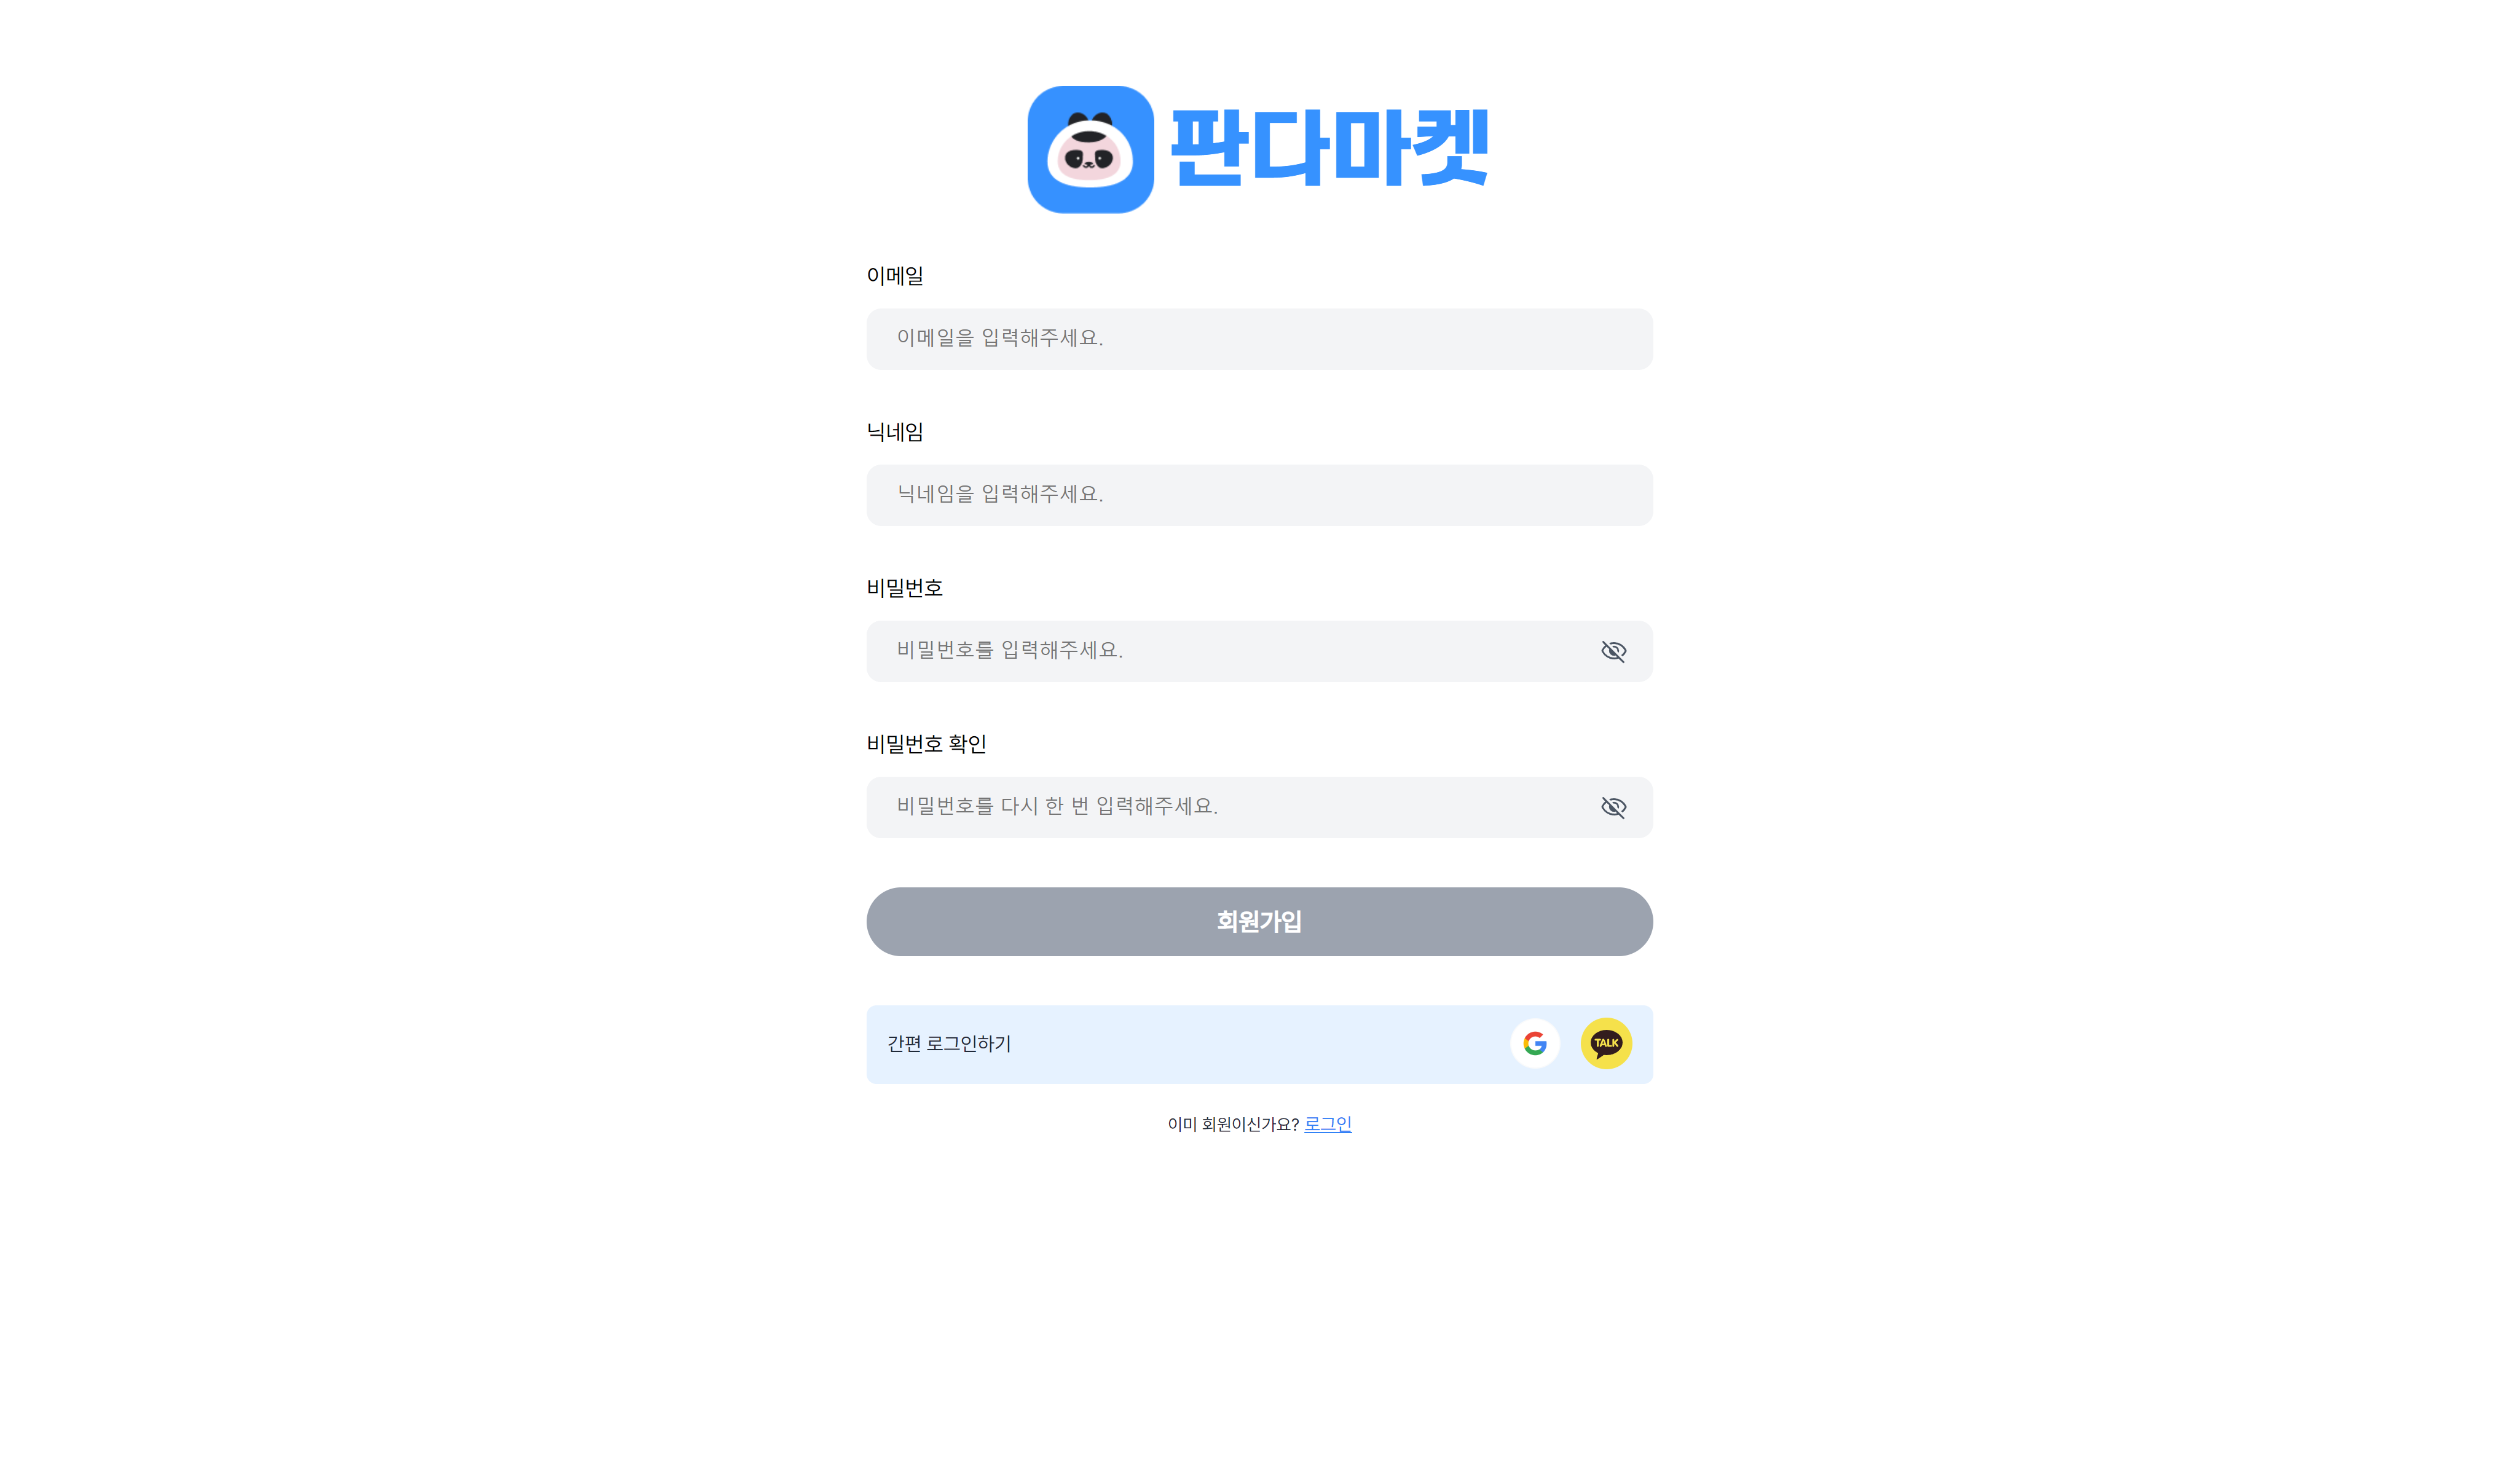 판다마켓
이메일
이메일을 입력해주세요.
닉네임
닉네임을 입력해주세요.
비밀번호
비밀번호를 입력해주세요.
비밀번호 확인
비밀번호를 다시 한 번 입력해주세요.
회원가입
간편 로그인하기
TALK
이미 회원이신가요? 로그인